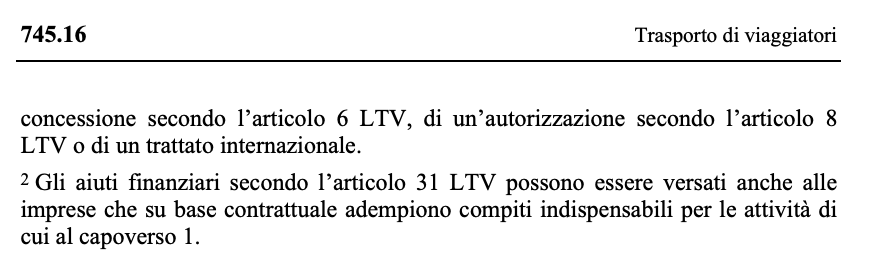 745.16 Trasporto di viaggiatori
concessione secondo l’articolo 6 LTV, di un’autorizzazione secondo l’articolo 8
LTV o di un trattato internazionale.
2 Gli aiuti finanziari secondo l’articolo 31 LTV possono essere versati anche alle
imprese che su base contrattuale adempiono compiti indispensabili per le attività di
cui al capoverso 1.